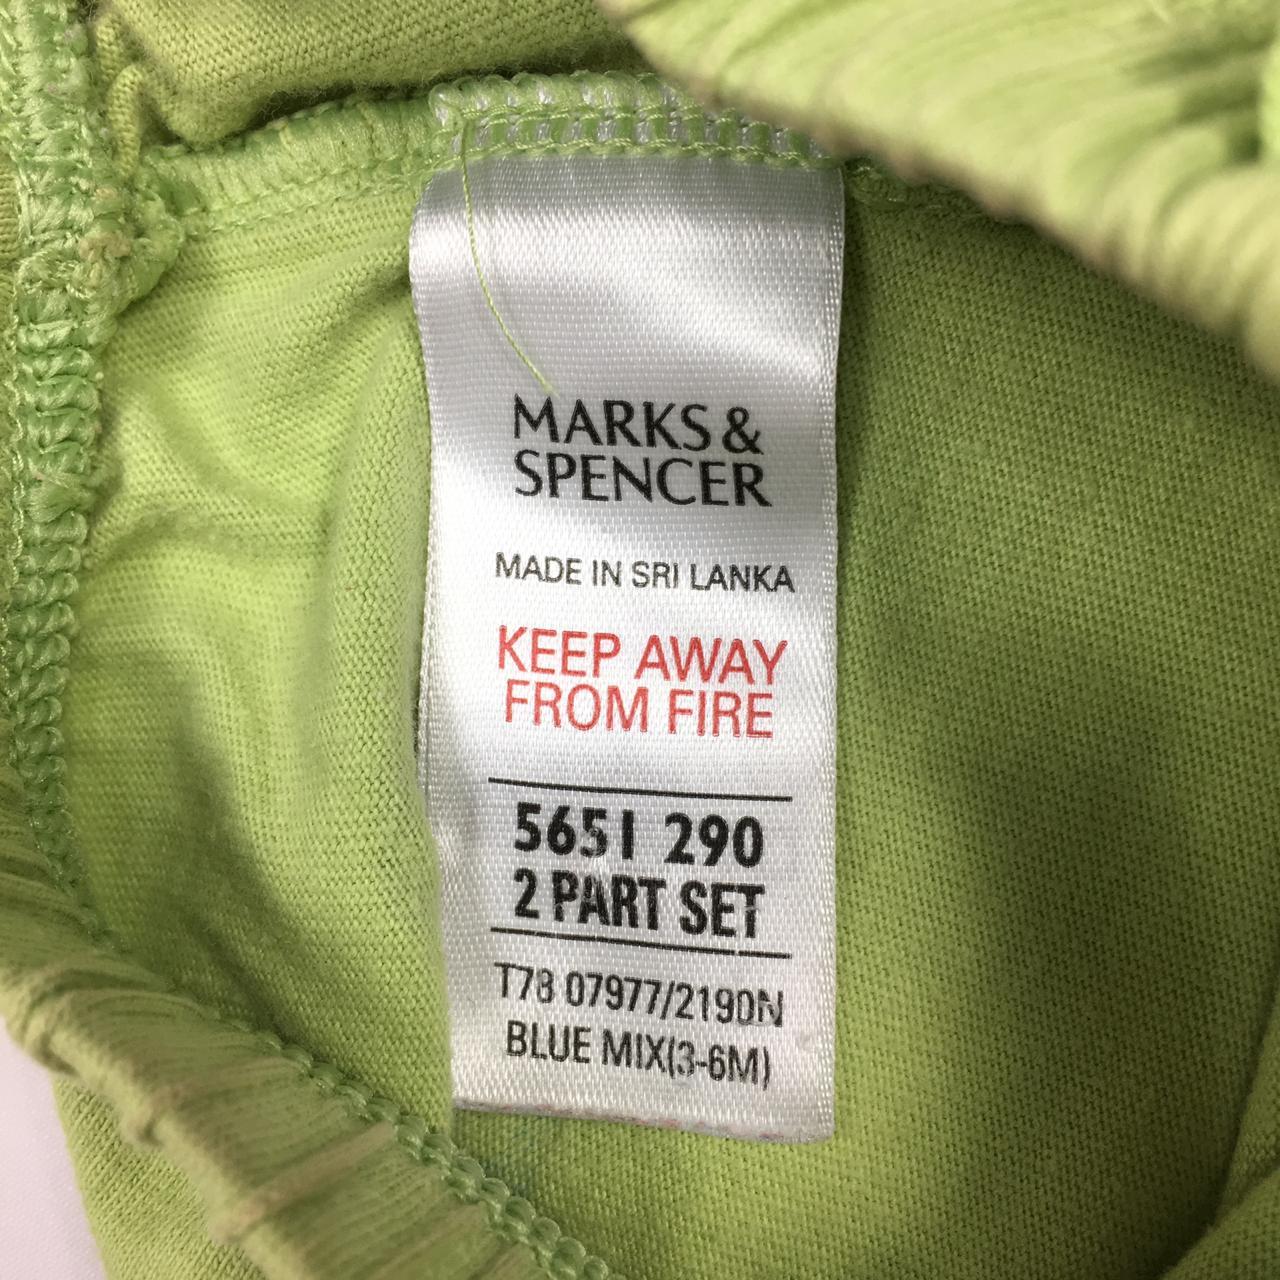 MARKS &
SPENCER
MADE IN SRI LANKA
KEEP AWAY
FROM FIRE
5651 290
2 PART SET
T78 07977/2190N
BLUE MIX(3-6M)